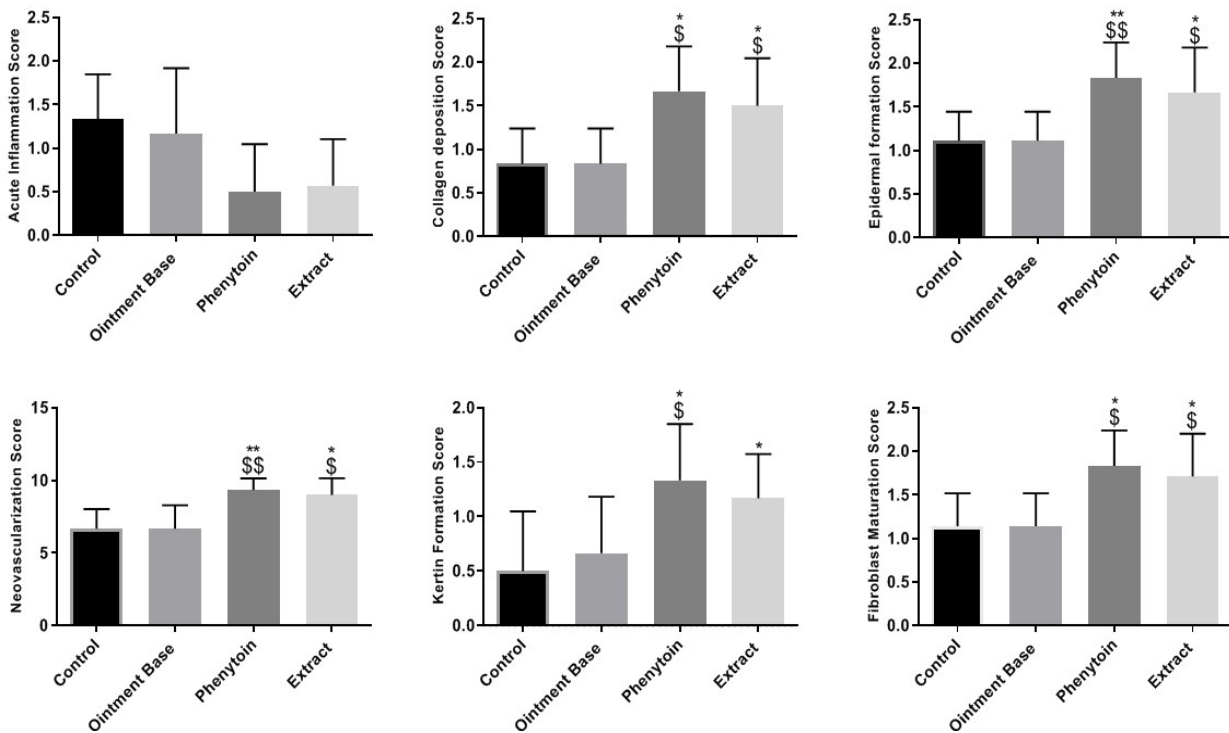 Acute Inflammation Score
2.5
2.0
1.5
1.0
0.5
0.0
Control
Ointment Base
Phenytoin
Extract
Collagen deposition Score
2.5
2.0
1.5
1.0
0.5
0.0
*
$
*
$
Control
Ointment Base
Phenytoin
Extract
Epidermal formation Score
2.5
2.0
1.5
1.0
0.5
0.0
**
$$
*
$
Control
Ointment Base
Phenytoin
Extract
Neovascularization Score
15
10
5
0
**
$$
*
$
Control
Ointment Base
Phenytoin
Extract
Kertin Formation Score
2.0
1.5
1.0
0.5
0.0
*
$
*
Control
Ointment Base
Phenytoin
Extract
Fibroblast Maturation Score
2.5
2.0
1.5
1.0
0.5
0.0
*
$
*
$
Control
Ointment Base
Phenytoin
Extract